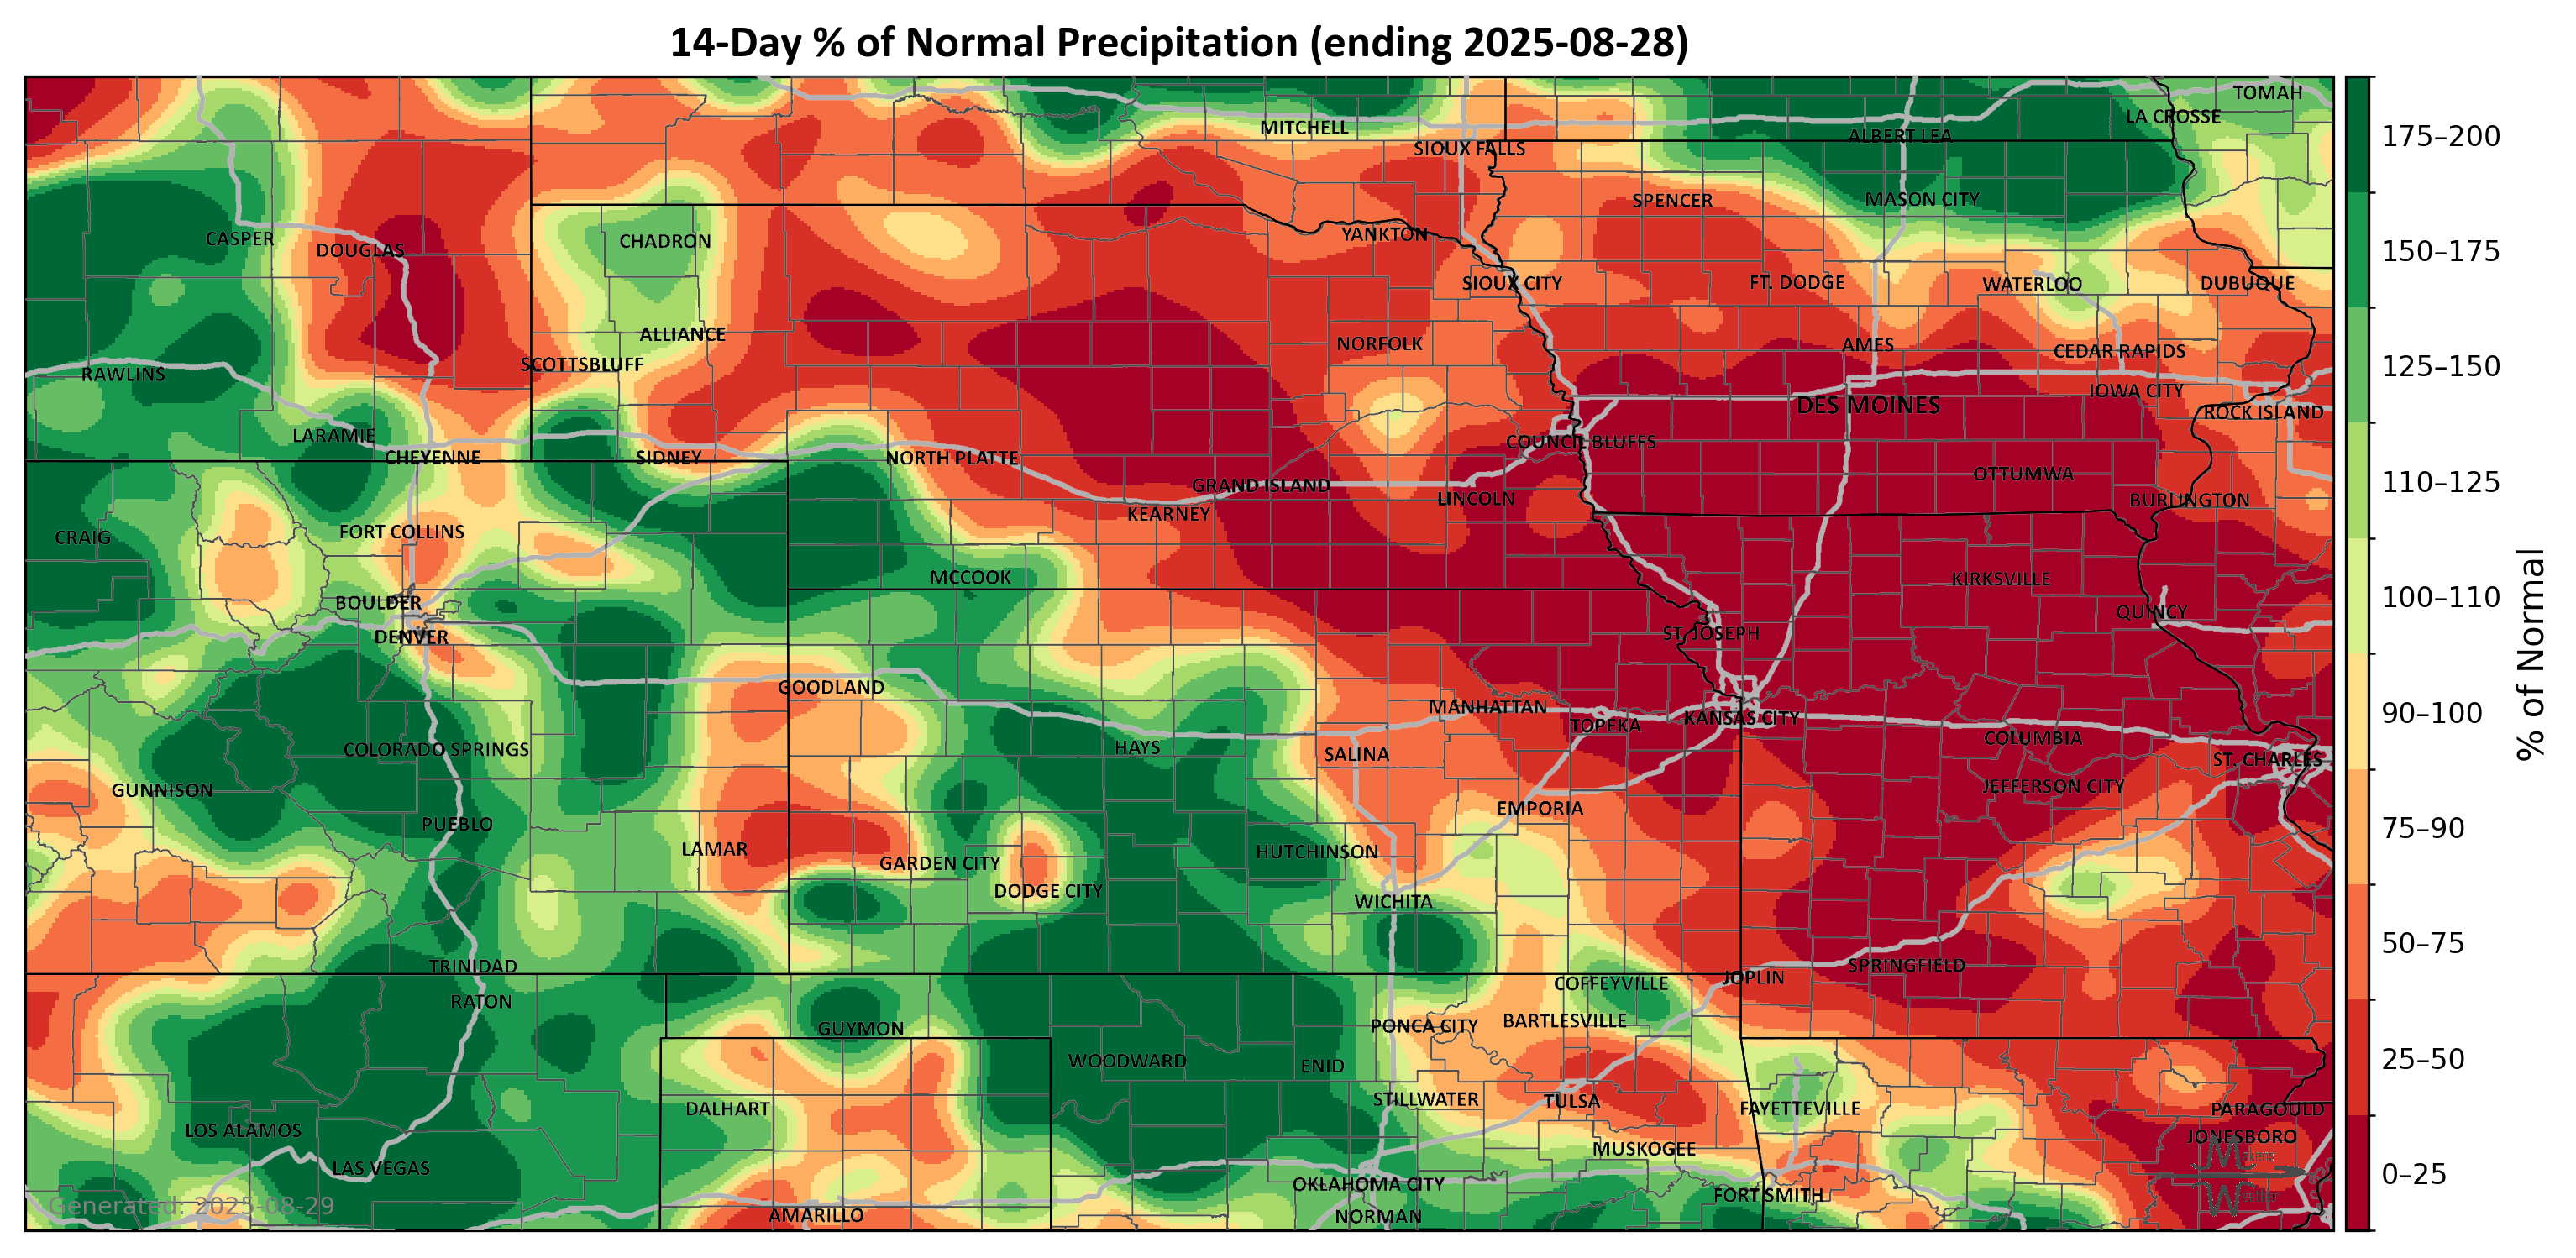 14-Day % of Normal Precipitation (ending 2025-08-28)
TOMAH
LA CROSSE
MITCHELL
ALBERT LEA
SIOUX FALLS
SPENCER
MASON CITY
CASPER
DOUGLAS
CHADRON
YANKTON
SIOUX CITY
FT. DODGE
WATERLOO
DUBUQUE
ALLIANCE
NORFOLK
AMES
CEDAR RAPIDS
SCOTTSBLUFF
RAWLINS
IOWA CITY
DES MOINES
ROCK ISLAND
LARAMIE
COUNCIL BLUFFS
CHEYENNE
SIDNEY
NORTH PLATTE
OTTUMWA
GRAND ISLAND
LINCOLN
BURLINGTON
KEARNEY
CRAIG
FORT COLLINS
MCCOOK
KIRKSVILLE
BOULDER
QUINCY
DENVER
ST. JOSEPH
GOODLAND
MANHATTAN
TOPEKA
KANSAS CITY
COLORADO SPRINGS
HAYS
SALINA
COLUMBIA
ST. CHARLES
GUNNISON
JEFFERSON CITY
EMPORIA
PUEBLO
LAMAR
GARDEN CITY
HUTCHINSON
DODGE CITY
WICHITA
TRINIDAD
SPRINGFIELD
COFFEYVILLE
JOPLIN
RATON
GUYMON
PONCA CITY
BARTLESVILLE
WOODWARD
ENID
DALHART
STILLWATER
TULSA
FAYETTEVILLE
PARAGOULD
LOS ALAMOS
JONESBORO
MUSKOGEE
LAS VEGAS
OKLAHOMA CITY
FORT SMITH
AMARILLO
NORMAN
Generated: 2025-08-29
175–200
150–175
125–150
110–125
100–110
90–100
75–90
50–75
25–50
0–25
% of Normal